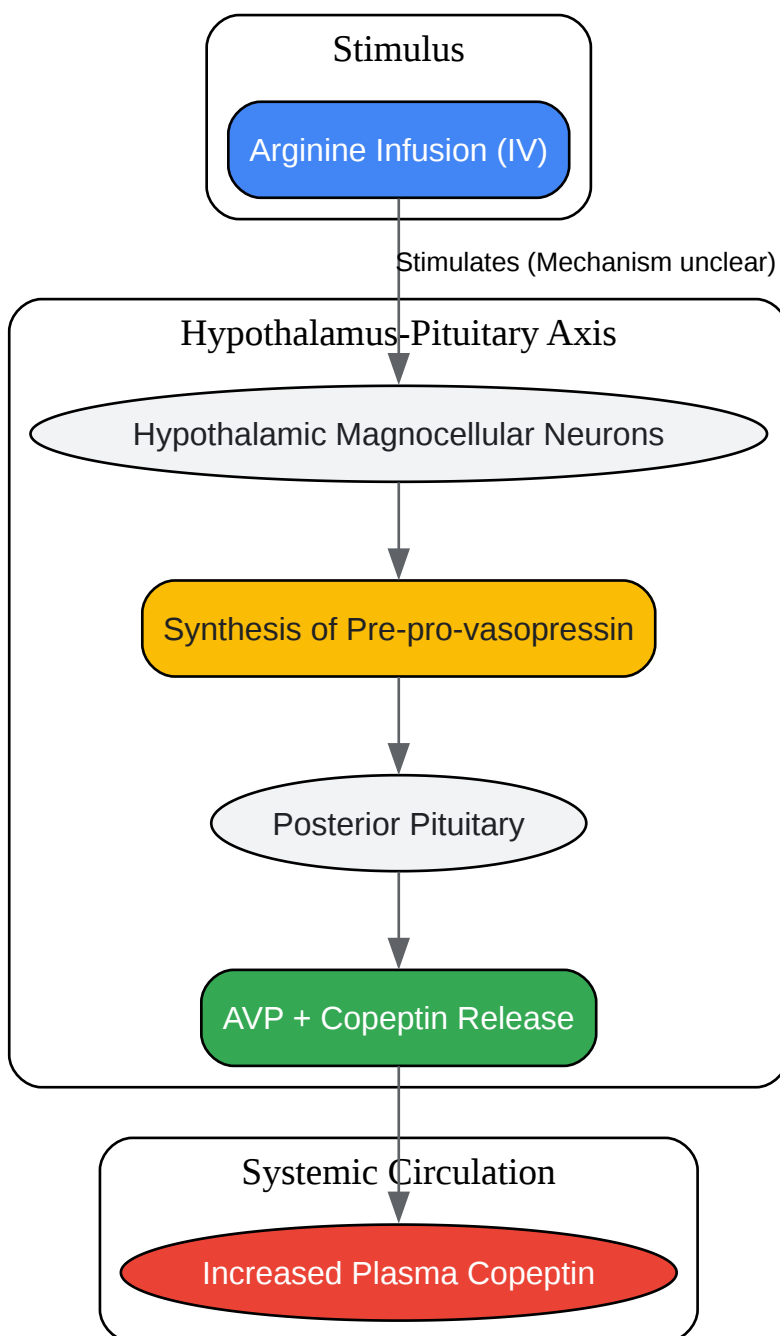 Stimulus
Arginine Infusion (IV)
Stimulates (Mechanism unclear)
Hypothalamus-Pituitary Axis
Hypothalamic Magnocellular Neurons
Synthesis of Pre-pro-vasopressin
Posterior Pituitary
AVP + Copeptin Release
Systemic Circulation
Increased Plasma Copeptin